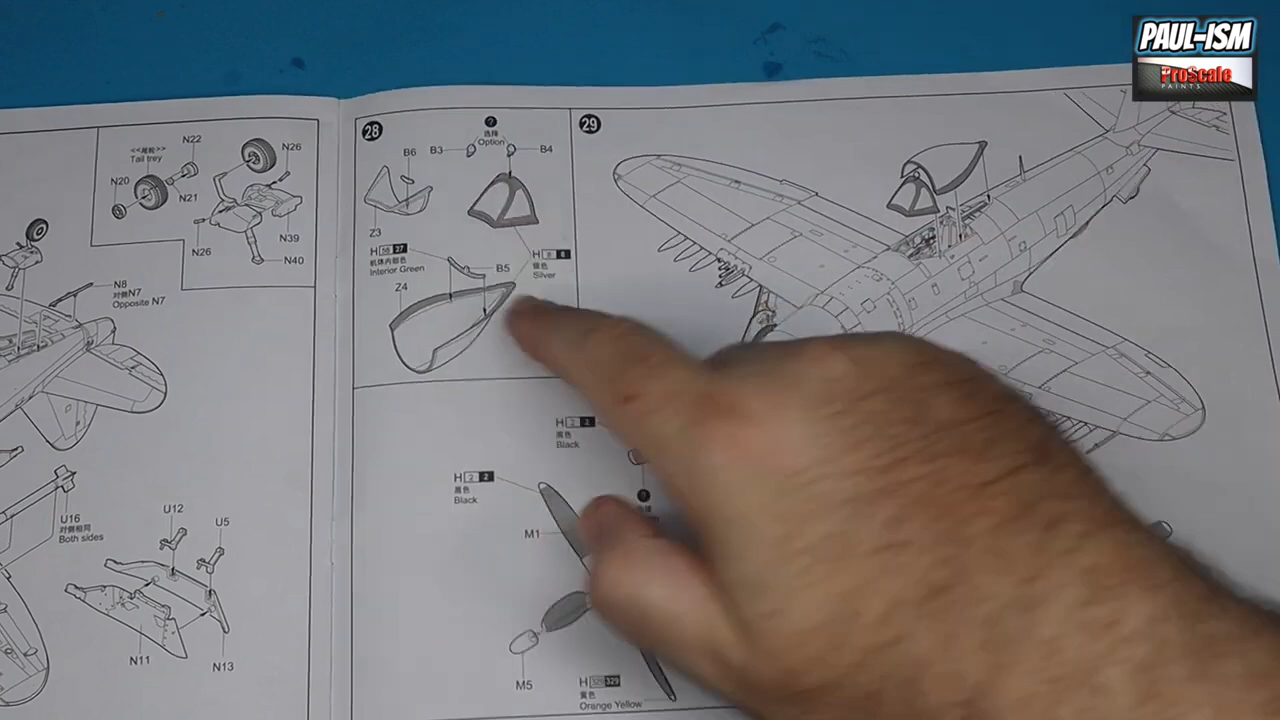 PAUL-ISM
ProScale
PAINTS
<<尾轮>>
Tail trey
N22
N26
N20
N21
N26
N39
N40
N8
对侧N7
Opposite N7
U16
对侧相同
Both sides
U12
U5
N11
N13
28
?
选择
Option
B6
B3
B4
Z3
H 58 27
机体内部色
Interior Green
B5
H 8 8
银色
Silver
Z4
29
H 2 2
黑色
Black
H 2 2
黑色
Black
?
M1
M5
H 329 329
黄色
Orange Yellow